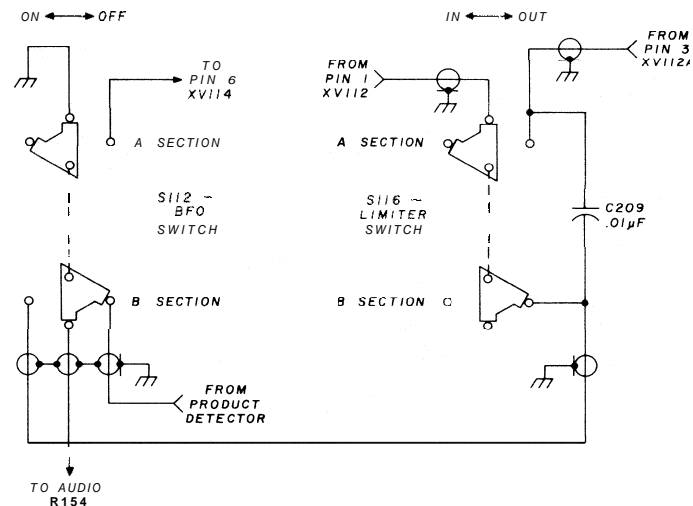 ON OFF
IN OUT
TO
PIN 6
XV114
FROM
PIN 1
XV112
FROM
PIN 3
XV112A
A SECTION
A SECTION
S112 ~
BFO
SWITCH
S116 ~
LIMITER
SWITCH
C209
.01μF
B SECTION
B SECTION
FROM
PRODUCT
DETECTOR
TO AUDIO
R154